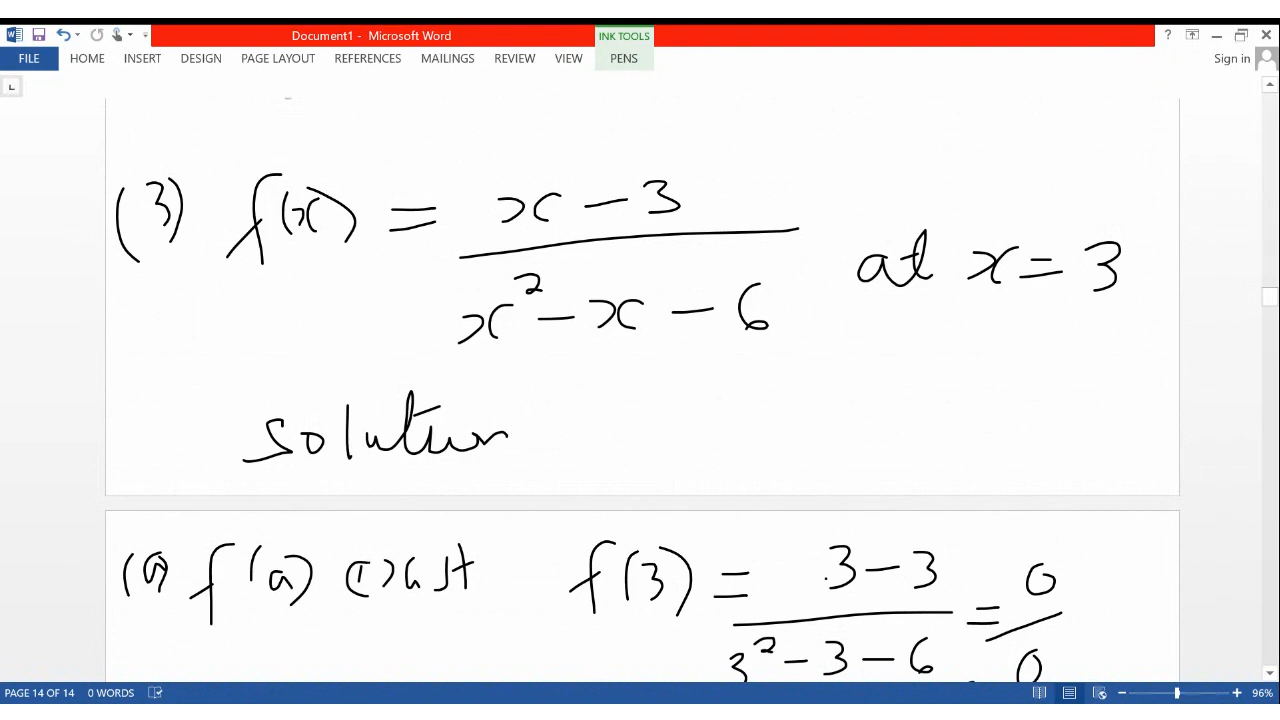 Document1 - Microsoft Word
INK TOOLS
?
FILE HOME INSERT DESIGN PAGE LAYOUT REFERENCES MAILINGS REVIEW VIEW PENS
Sign in
(3) f(x) = x - 3 / x² - x - 6 at x = 3
solution
(a) f(a) exist f(3) = 3 - 3 / 3² - 3 - 6 = 0 / 0
PAGE 14 OF 14 0 WORDS
96%